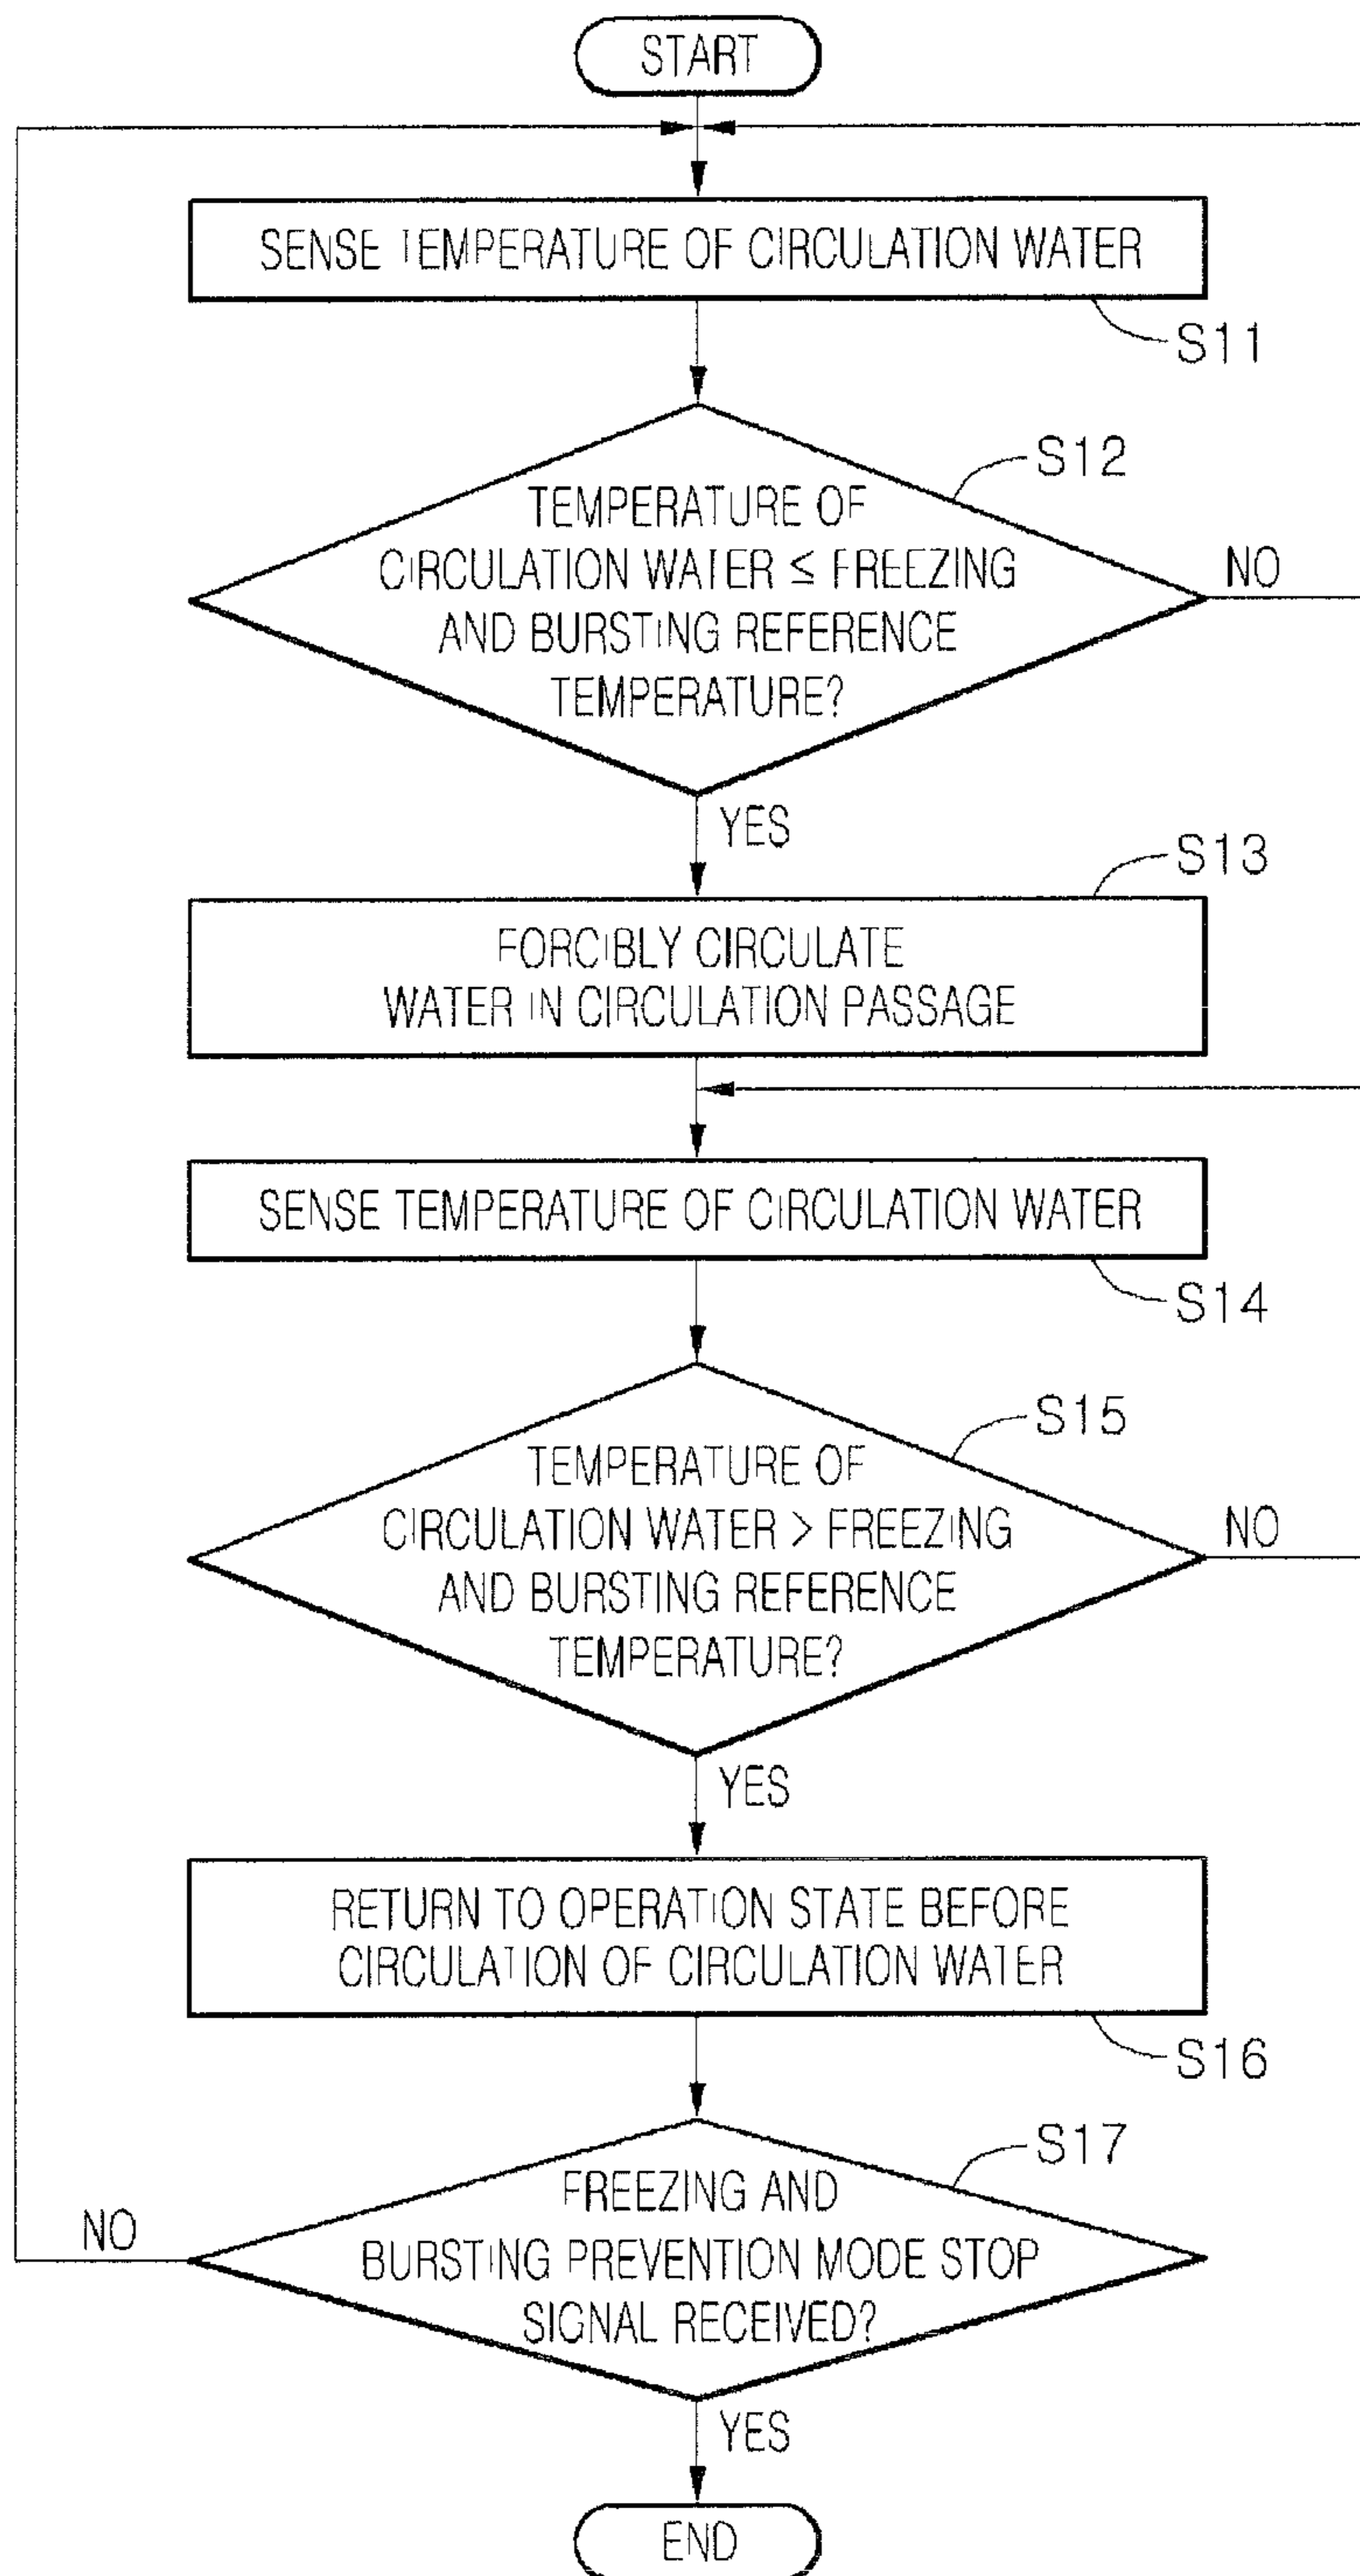 START
SENSE TEMPERATURE OF CIRCULATION WATER
S11
S12
TEMPERATURE OF
CIRCULATION WATER ≤ FREEZING
AND BURSTING REFERENCE
TEMPERATURE?
NO
YES
S13
FORCIBLY CIRCULATE
WATER IN CIRCULATION PASSAGE
SENSE TEMPERATURE OF CIRCULATION WATER
S14
S15
TEMPERATURE OF
CIRCULATION WATER > FREEZING
AND BURSTING REFERENCE
TEMPERATURE?
NO
YES
RETURN TO OPERATION STATE BEFORE
CIRCULATION OF CIRCULATION WATER
S16
S17
FREEZING AND
BURSTING PREVENTION MODE STOP
SIGNAL RECEIVED?
NO
YES
END